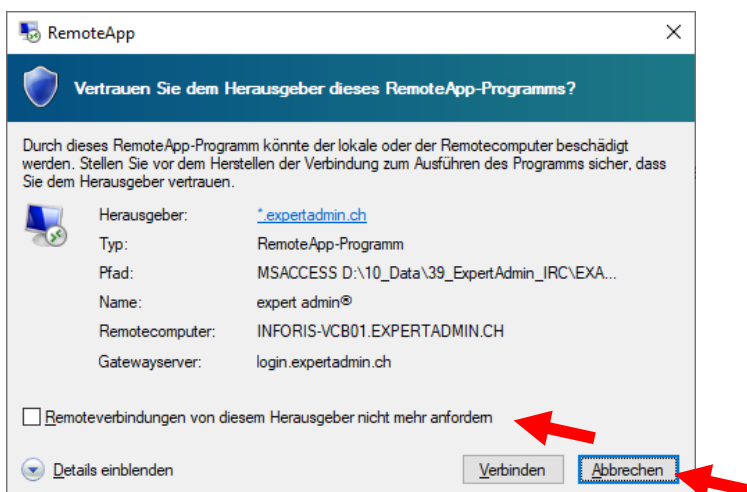 RemoteApp
Vertrauen Sie dem Herausgeber dieses RemoteApp-Programms?
Durch dieses RemoteApp-Programm könnte der lokale oder der Remotecomputer beschädigt
werden. Stellen Sie vor dem Herstellen der Verbindung zum Ausführen des Programms sicher, dass
Sie dem Herausgeber vertrauen.
Herausgeber: *.expertadmin.ch
Typ: RemoteApp-Programm
Pfad: MSACCESS D:\10_Data\39_ExpertAdmin_IRC\EXA...
Name: expert admin®
Remotecomputer: INFORIS-VCB01.EXPERTADMIN.CH
Gatewayserver: login.expertadmin.ch
Remoteverbindungen von diesem Herausgeber nicht mehr anfordern
Details einblenden Verbinden Abbrechen